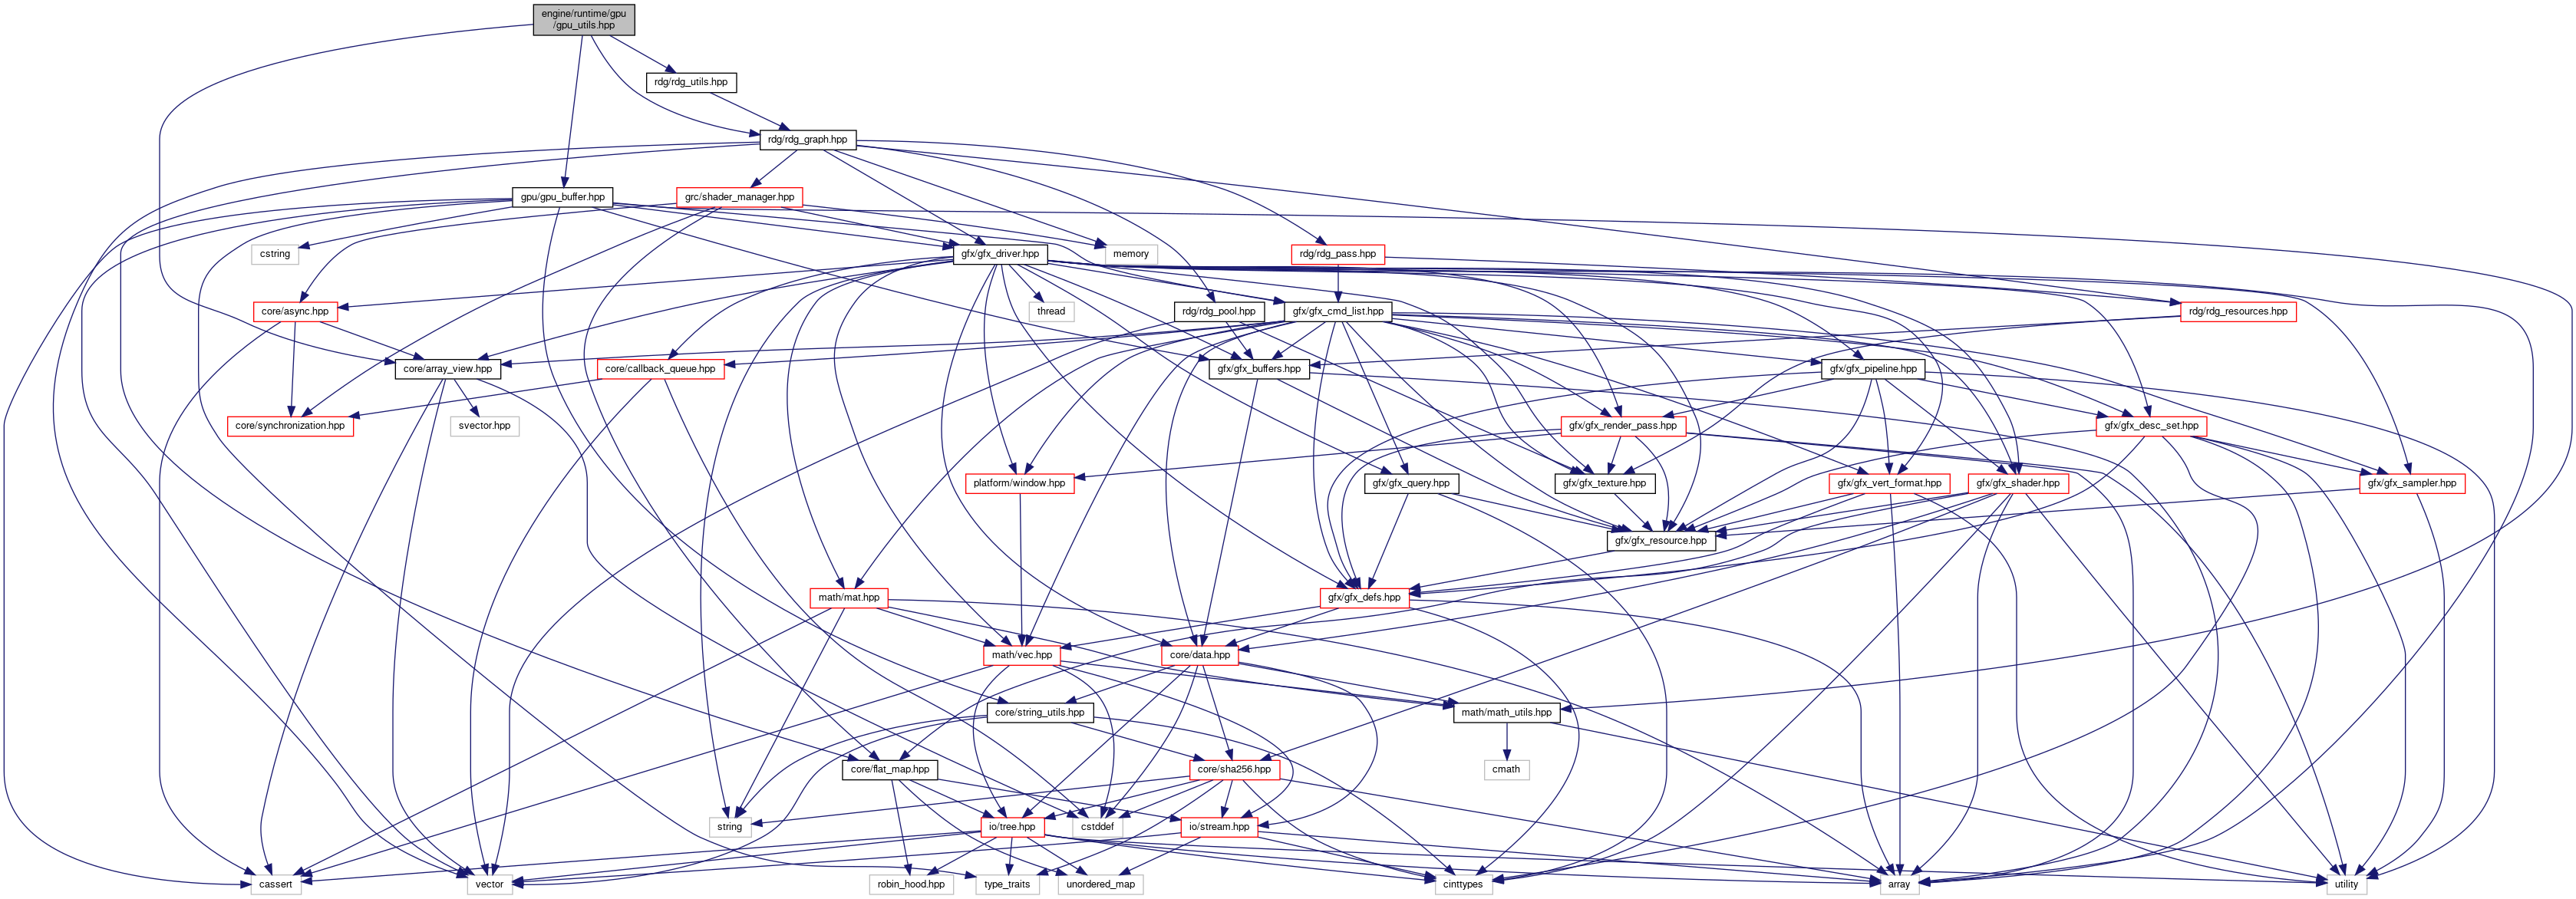 engine/runtime/gpu
/gpu_utils.hpp
rdg/rdg_utils.hpp
rdg/rdg_graph.hpp
gpu/gpu_buffer.hpp
grc/shader_manager.hpp
cstring
gfx/gfx_driver.hpp
memory
rdg/rdg_pass.hpp
core/async.hpp
thread
rdg/rdg_pool.hpp
gfx/gfx_cmd_list.hpp
rdg/rdg_resources.hpp
core/array_view.hpp
core/callback_queue.hpp
gfx/gfx_buffers.hpp
gfx/gfx_pipeline.hpp
core/synchronization.hpp
svector.hpp
gfx/gfx_render_pass.hpp
gfx/gfx_desc_set.hpp
platform/window.hpp
gfx/gfx_query.hpp
gfx/gfx_texture.hpp
gfx/gfx_vert_format.hpp
gfx/gfx_shader.hpp
gfx/gfx_sampler.hpp
gfx/gfx_resource.hpp
math/mat.hpp
gfx/gfx_defs.hpp
math/vec.hpp
core/data.hpp
core/string_utils.hpp
math/math_utils.hpp
core/flat_map.hpp
core/sha256.hpp
cmath
string
io/tree.hpp
cstddef
io/stream.hpp
cassert
vector
robin_hood.hpp
type_traits
unordered_map
cinttypes
array
utility